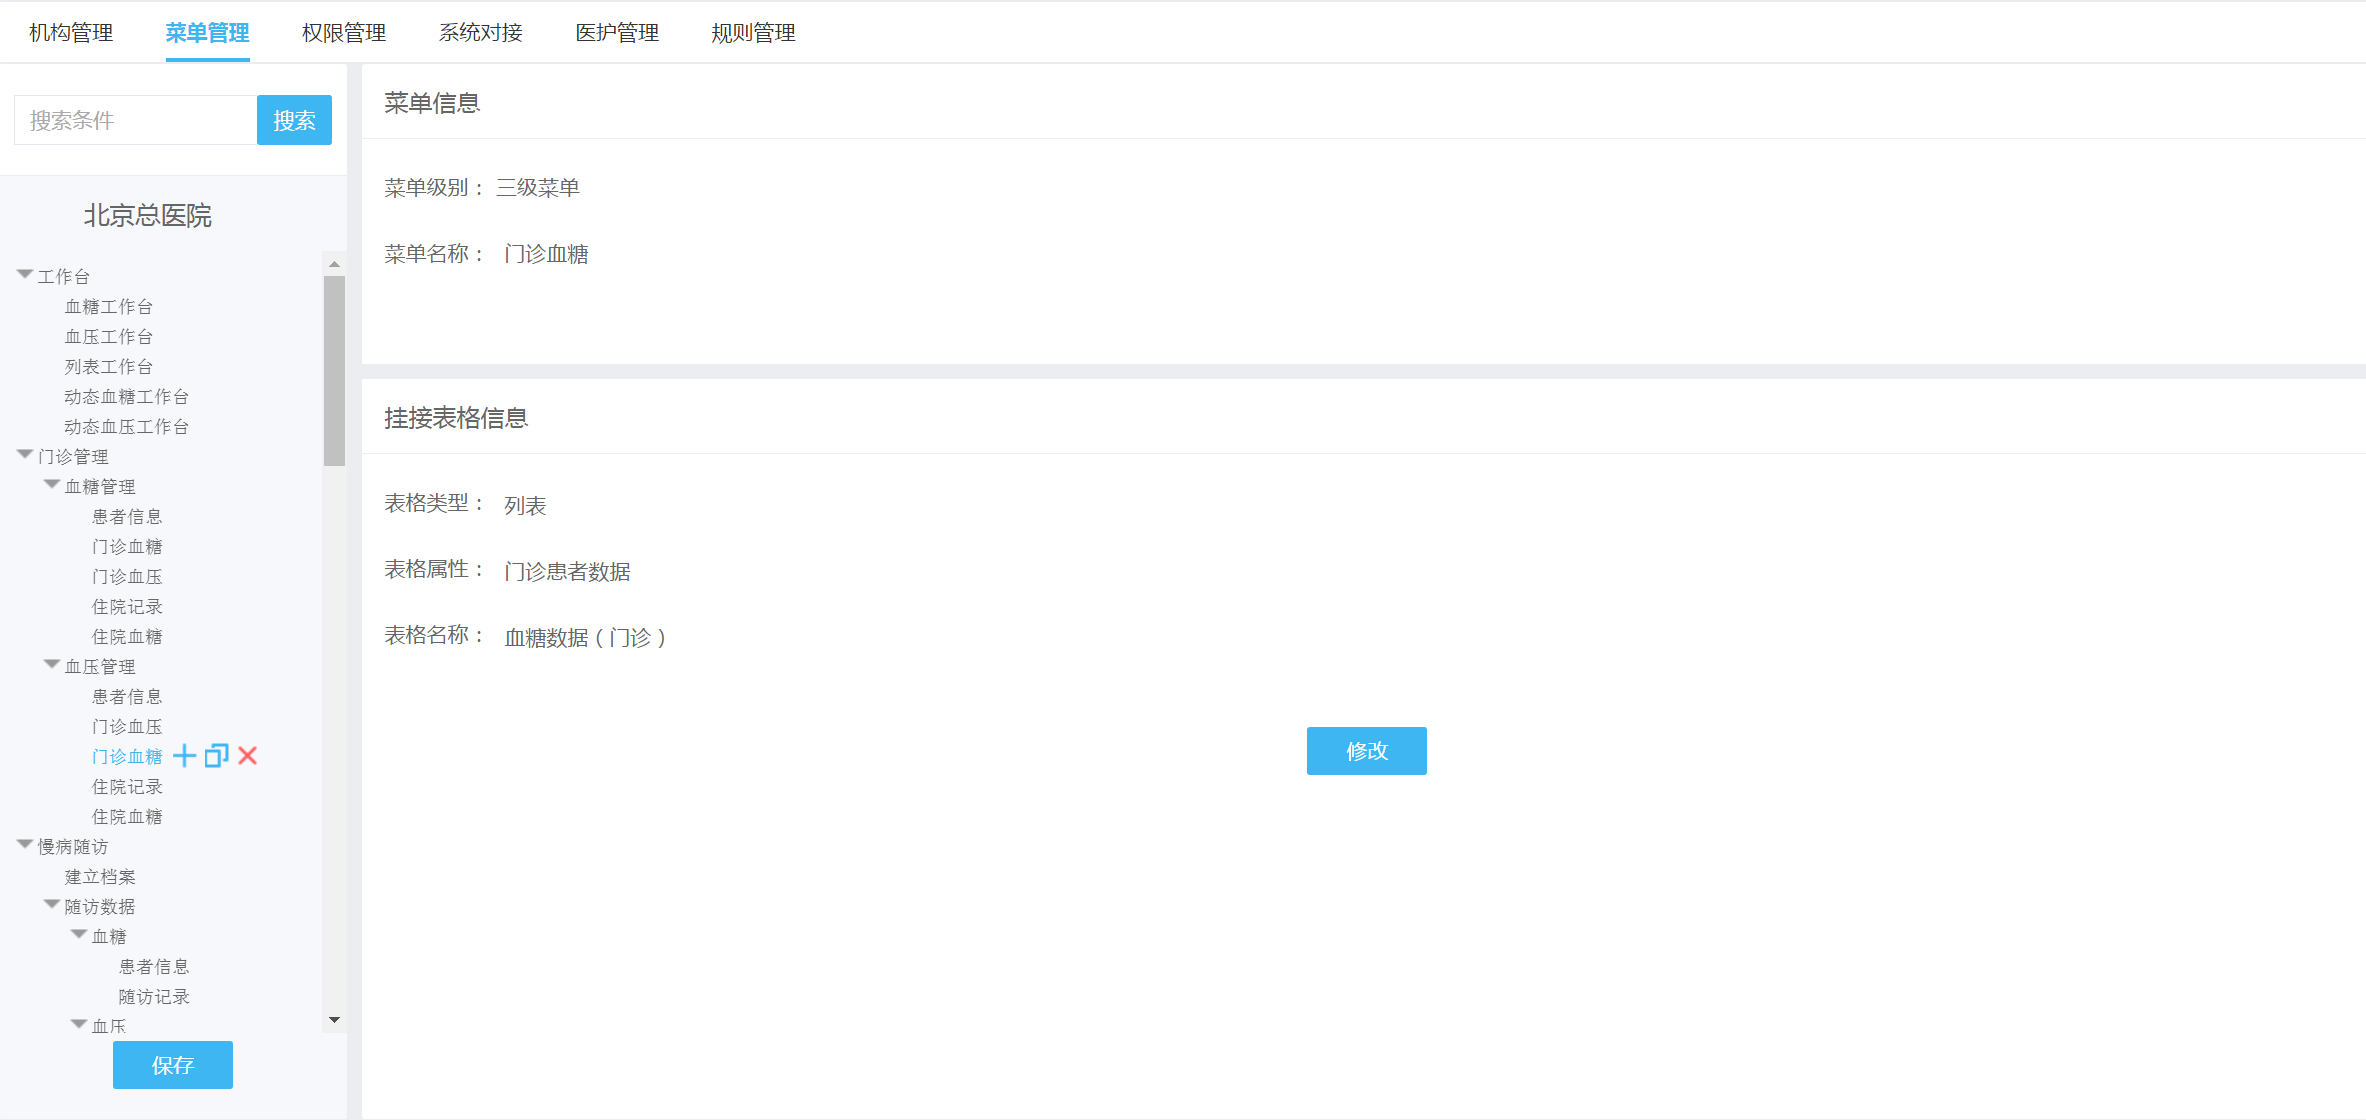 机构管理 菜单管理 权限管理 系统对接 医护管理 规则管理
搜索条件 搜索
北京总医院
工作台
血糖工作台
血压工作台
列表工作台
动态血糖工作台
动态血压工作台
门诊管理
血糖管理
患者信息
门诊血糖
门诊血压
住院记录
住院血糖
血压管理
患者信息
门诊血压
门诊血糖
住院记录
住院血糖
慢病随访
建立档案
随访数据
血糖
患者信息
随访记录
血压
保存
菜单信息
菜单级别： 三级菜单
菜单名称： 门诊血糖
挂接表格信息
表格类型： 列表
表格属性： 门诊患者数据
表格名称： 血糖数据（门诊）
修改